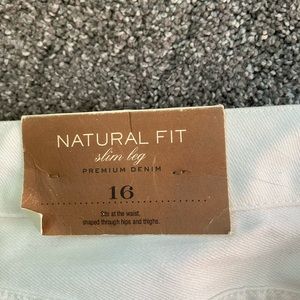 NATURAL FIT
slim leg
PREMIUM DENIM
16
Sits at the waist,
shaped through hips and thighs.